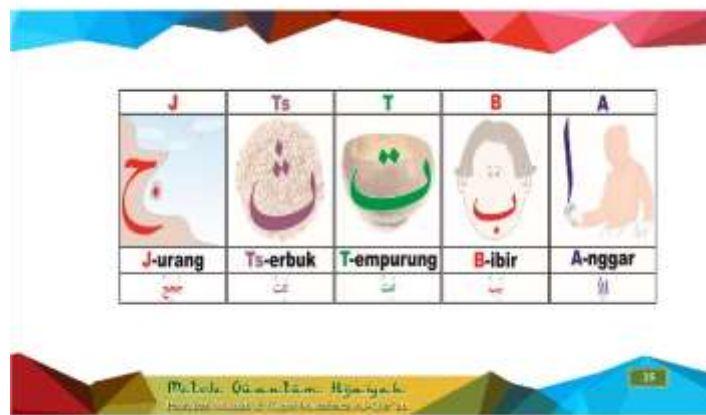 J Ts T B A
ج ث ت ب ا
J-urang Ts-erbuk T-empurung B-ibir A-nggar
Metode Quantum Hijaiyah